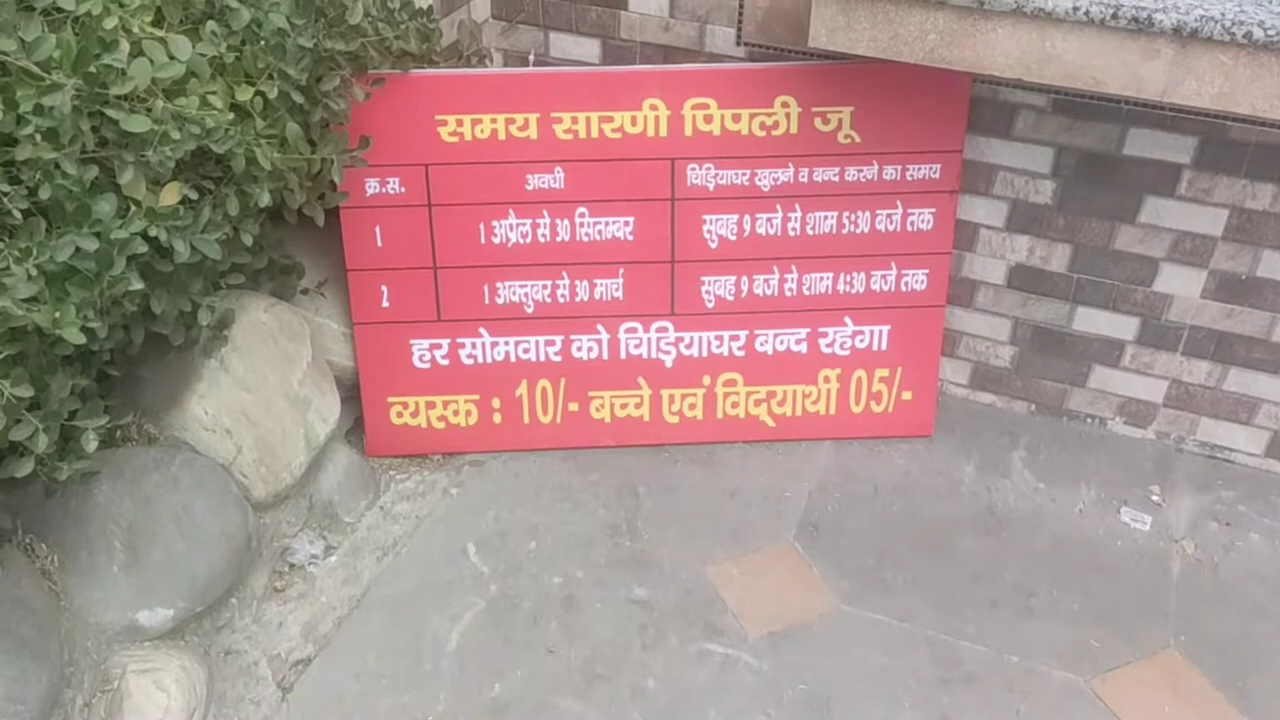 समय सारणी पिपली जू
क्र.स. अवधी चिड़ियाघर खुलने व बन्द करने का समय
1 1 अप्रैल से 30 सितम्बर सुबह 9 बजे से शाम 5:30 बजे तक
2 1 अक्तुबर से 30 मार्च सुबह 9 बजे से शाम 4:30 बजे तक
हर सोमवार को चिड़ियाघर बन्द रहेगा
व्यस्क : 10/- बच्चे एवं विद्यार्थी 05/-